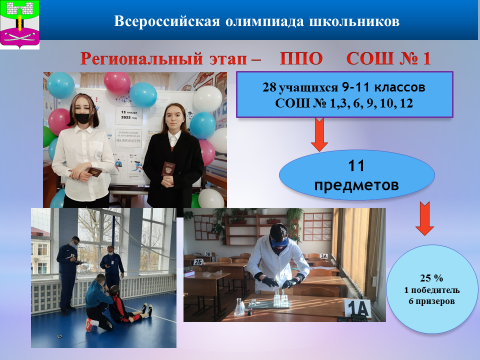 Всероссийская олимпиада школьников
Региональный этап – ППО СОШ № 1
28 учащихся 9-11 классов
СОШ № 1,3, 6, 9, 10, 12
11
предметов
25 %
1 победитель
6 призеров
1А